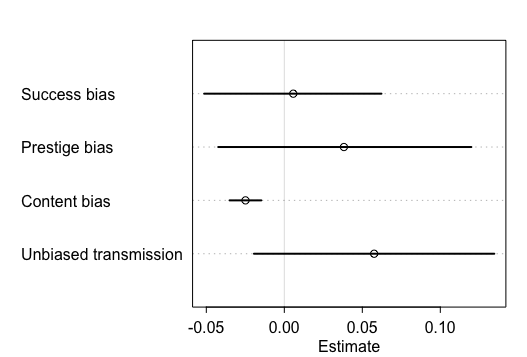 Success bias
Prestige bias
Content bias
Unbiased transmission
-0.05 0.00 0.05 0.10
Estimate